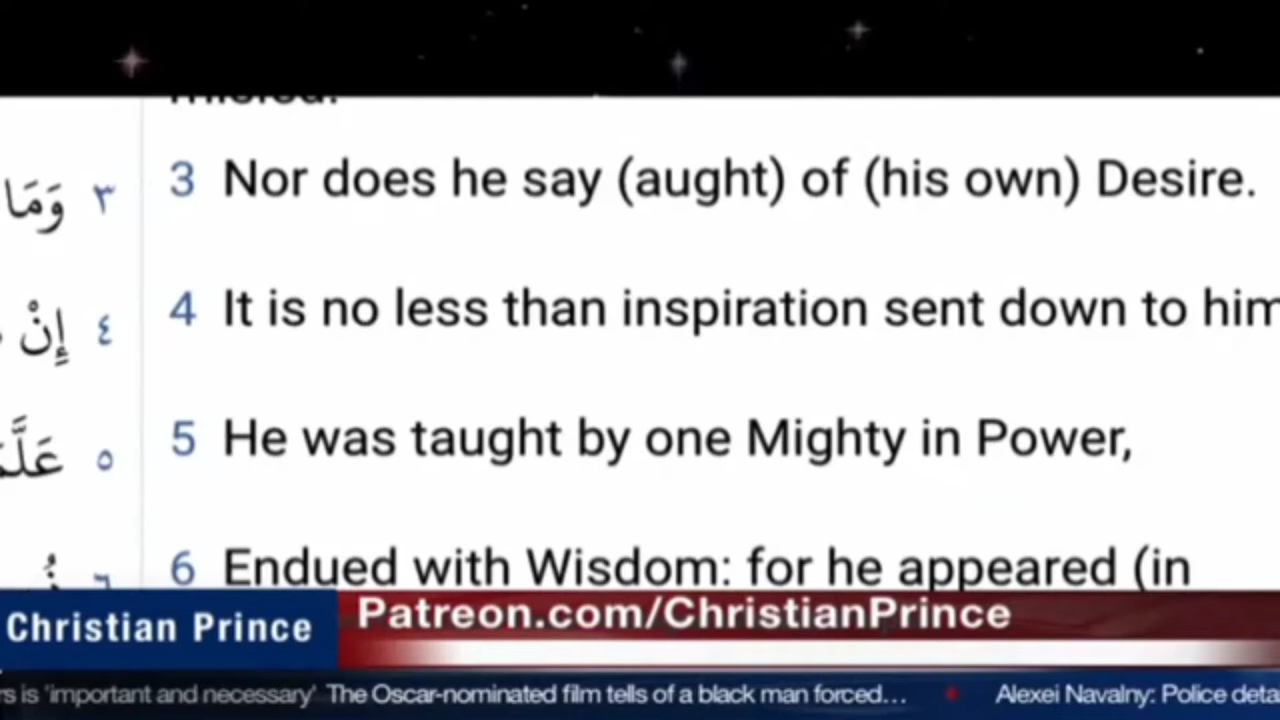 misled.
3 Nor does he say (aught) of (his own) Desire.
وَمَا ٣
4 It is no less than inspiration sent down to him
إِنْ ٤
5 He was taught by one Mighty in Power,
٥
6 Endued with Wisdom: for he appeared (in
٦
Christian Prince
Patreon.com/ChristianPrince
rs is 'important and necessary' The Oscar-nominated film tells of a black man forced... Alexei Navalny: Police deta